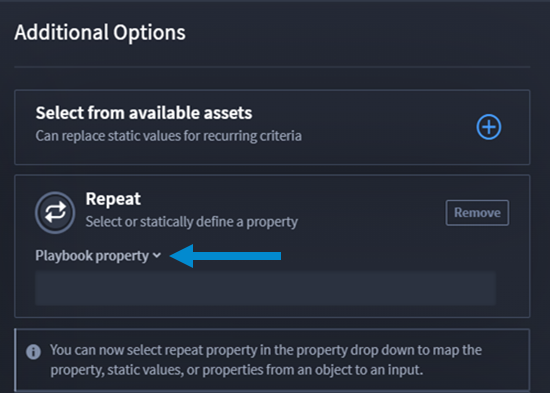 Additional Options
Select from available assets
Can replace static values for recurring criteria
Repeat
Select or statically define a property
Remove
Playbook property
You can now select repeat property in the property drop down to map the
property, static values, or properties from an object to an input.